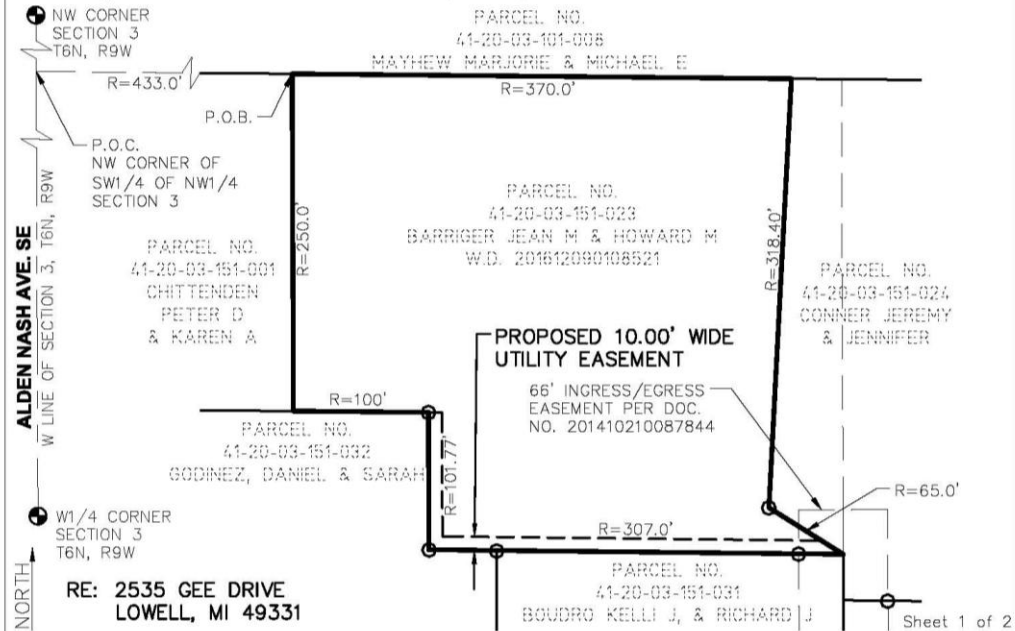 NW CORNER
SECTION 3
T6N, R9W
R=433.0'
P.O.B.
P.O.C.
NW CORNER OF
SW1/4 OF NW1/4
SECTION 3
PARCEL NO.
41-20-03-101-008
MAYHEW MARJORIE & MICHAEL E
R=370.0'
ALDEN NASH AVE. SE
W LINE OF SECTION 3, T6N, R9W
PARCEL NO.
41-20-03-151-001
CHITTENDEN
PETER D
& KAREN A
R=250.0'
PARCEL NO.
41-20-03-151-023
BARRIGER JEAN M & HOWARD M
W.D. 201612090108521
R=318.40'
PARCEL NO.
41-20-03-151-024
CONNER JEREMY
& JENNIFER
PROPOSED 10.00' WIDE
UTILITY EASEMENT
66' INGRESS/EGRESS
EASEMENT PER DOC.
NO. 201410210087844
R=100'
PARCEL NO.
41-20-03-151-032
GODINEZ, DANIEL & SARAH
R=101.77'
R=65.0'
R=307.0'
W1/4 CORNER
SECTION 3
T6N, R9W
NORTH
RE: 2535 GEE DRIVE
LOWELL, MI 49331
PARCEL NO.
41-20-03-151-031
BOUDRO KELLI J, & RICHARD J
Sheet 1 of 2